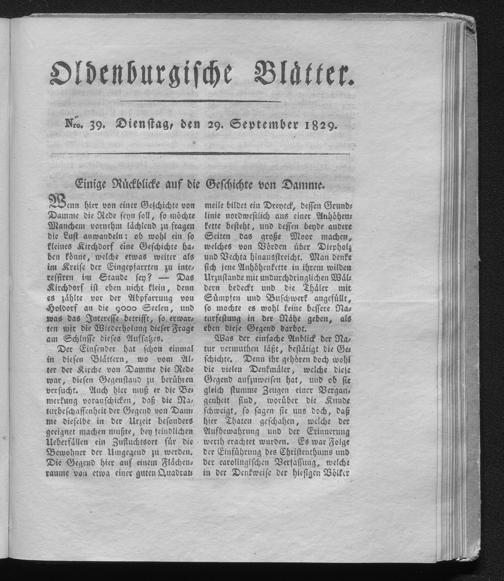 Oldenburgische Blätter.
Nro. 39. Dienstag, den 29. September 1829.
Einige Rückblicke auf die Geschichte von Damme.
Wenn hier von einer Geschichte von
Damme die Rede seyn soll, so möchte
Manchem vornehm lächlend zu fragen
die Lust anwandeln: ob wohl ein so
kleines Kirchdorf eine Geschichte ha-
ben könne, welche etwas weiter als
im Kreise der Eingepfarrten zu inte-
ressiren im Stande sey? — Das
Kirchdorf ist eben nicht klein, denn
es zählte vor der Abpfarrung von
Holdorf an die 9000 Seelen, und
was das Interesse betrifft, so erwar-
ten wir die Wiederholung dieser Frage
am Schlusse dieses Aufsatzes.
Der Einsender hat schon einmal
in diesen Blättern, wo vom Al-
ter der Kirche von Damme die Rede
war, diesen Gegenstand zu berühren
versucht. Auch hier muß er die Be-
merkung vorausschicken, daß die Na-
turbeschaffenheit der Gegend von Dam-
me dieselbe in der Urzeit besonders
geeignet machen mußte, bey feindlichen
Ueberfällen ein Zufluchtsort für die
Bewohner der Umgegend zu werden.
Die Gegend hier auf einem Flächen-
raume von etwa einer guten Quadrat-
meile bildet ein Dreyeck, dessen Grund-
linie nordwestlich aus einer Anhöhen-
kette besteht, und dessen beyde andere
Seiten das große Moor machen,
welches von Vörden über Diepholz
und Vechta hinausstreicht. Man denke
sich jene Anhöhenkette in ihrem wilden
Urzustande mit undurchdringlichen Wäl-
dern bedeckt und die Thäler mit
Sümpfen und Buschwerk angefüllt,
so mochte es wohl keine bessere Na-
turfestung in der Nähe geben, als
eben diese Gegend darbot.
Was der einfache Anblick der Na-
tur vermuthen läßt, bestätigt die Ge-
schichte. Denn ihr gehören doch wohl
die vielen Denkmäler, welche diese
Gegend aufzuweisen hat, und ob sie
gleich stumme Zeugen einer Vergan-
genheit sind, worüber die Kunde
schweigt, so sagen sie uns doch, daß
hier Thaten geschahen, welche der
Aufbewahrung und der Erinnerung
werth erachtet wurden. Es war Folge
der Einführung des Christenthums und
der carolingischen Verfassung, welche
in der Denkweise der hiesigen Völker